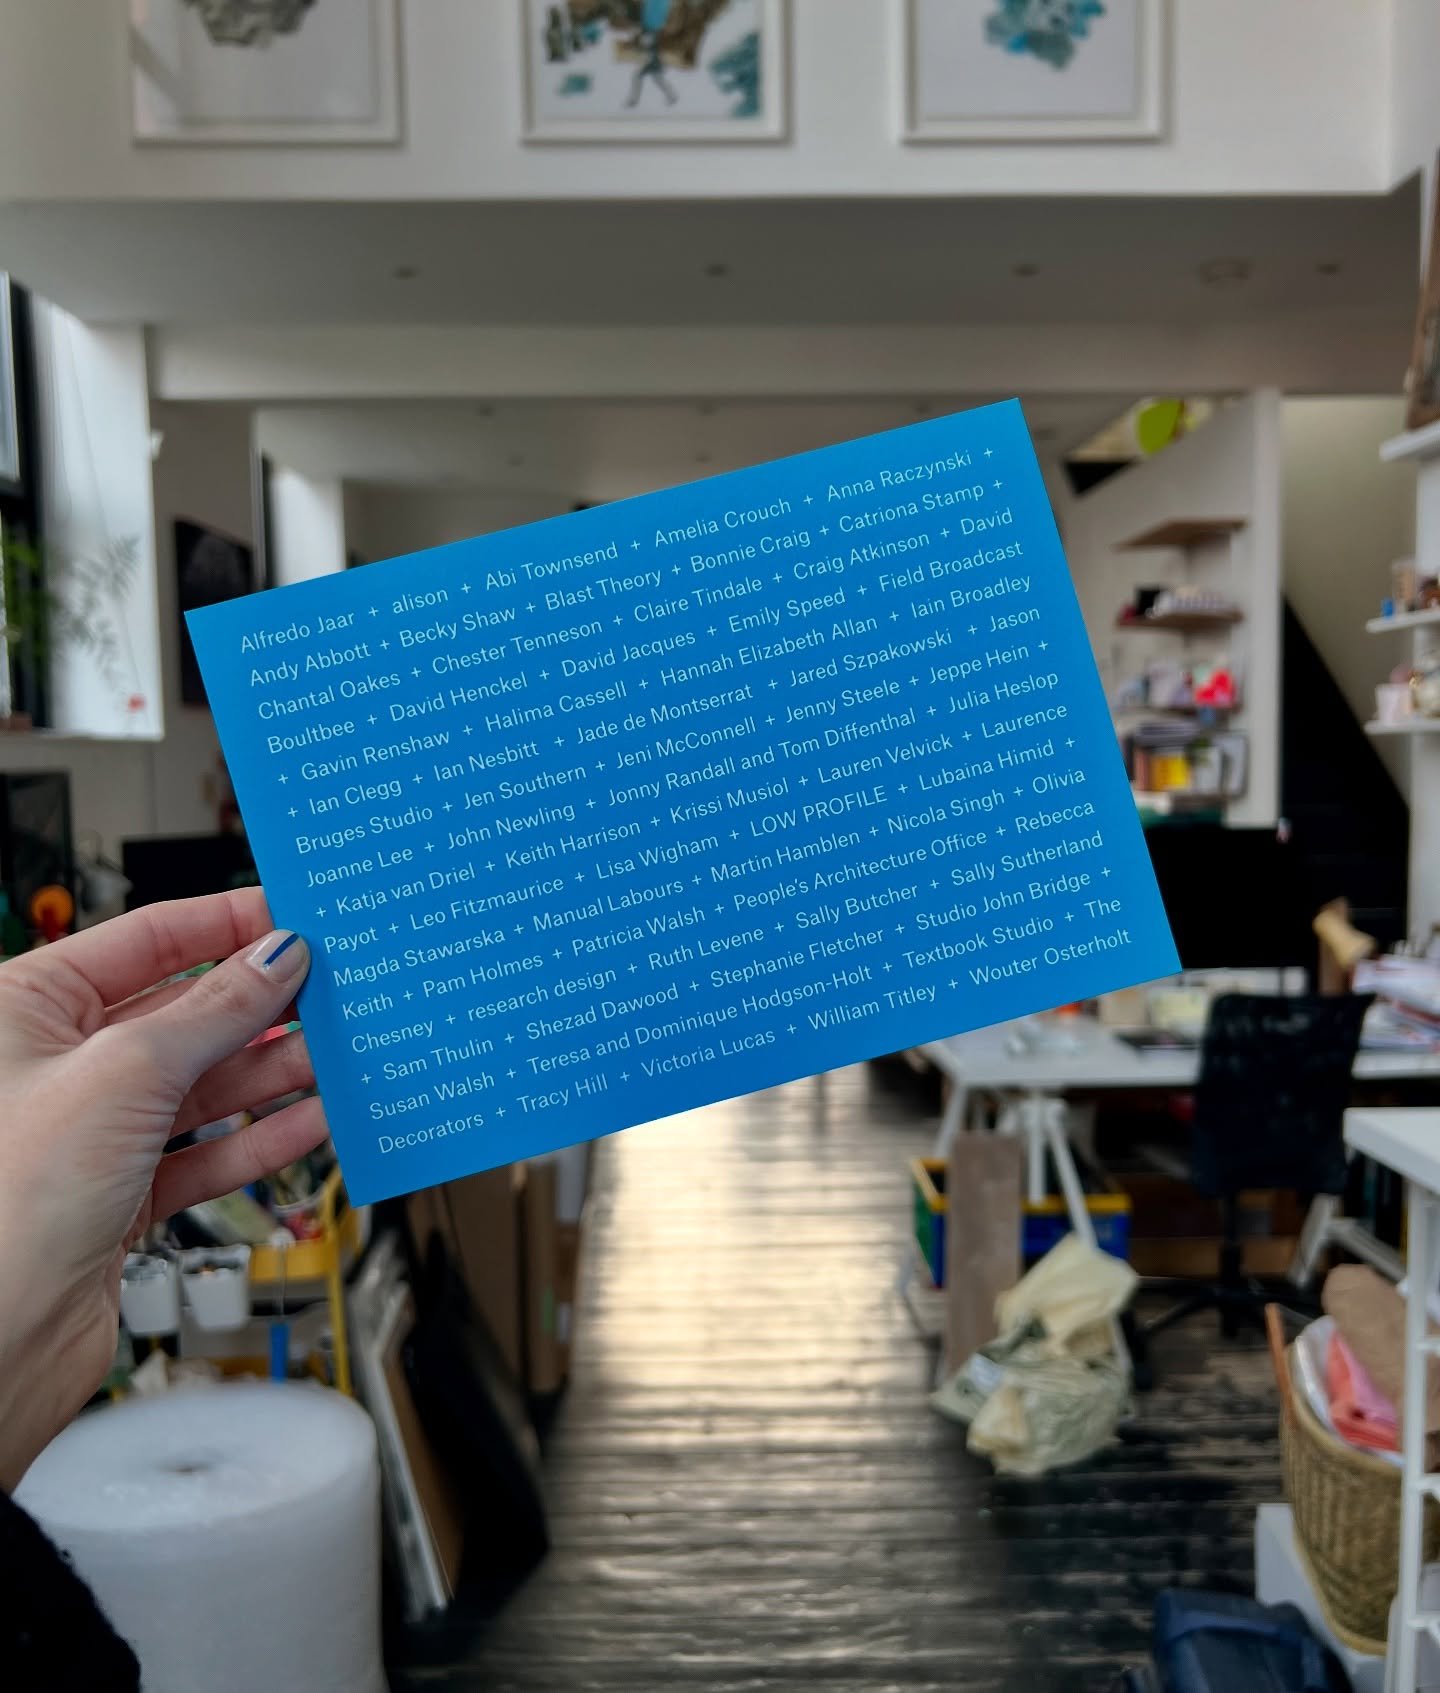 Alfredo Jaar + alison + Abi Townsend + Amelia Crouch + Anna Raczynski +
Andy Abbott + Becky Shaw + Blast Theory + Bonnie Craig + Catriona Stamp +
Chantal Oakes + Chester Tenneson + Claire Tindale + Craig Atkinson + David
Boultbee + David Henckel + David Jacques + Emily Speed + Field Broadcast
+ Gavin Renshaw + Halima Cassell + Hannah Elizabeth Allan + Iain Broadley
+ Ian Clegg + Ian Nesbitt + Jade de Montserrat + Jared Szpakowski + Jason
Bruges Studio + Jen Southern + Jeni McConnell + Jenny Steele + Jeppe Hein +
Joanne Lee + John Newling + Jonny Randall and Tom Diffenthal + Julia Heslop
+ Katja van Driel + Keith Harrison + Krissi Musiol + Lauren Velvick + Laurence
Payot + Leo Fitzmaurice + Lisa Wigham + LOW PROFILE + Lubaina Himid +
Magda Stawarska + Manual Labours + Martin Hamblen + Nicola Singh + Olivia
Keith + Pam Holmes + Patricia Walsh + People's Architecture Office + Rebecca
Chesney + research design + Ruth Levene + Sally Butcher + Sally Sutherland
+ Sam Thulin + Shezad Dawood + Stephanie Fletcher + Studio John Bridge +
Susan Walsh + Teresa and Dominique Hodgson-Holt + Textbook Studio + The
Decorators + Tracy Hill + Victoria Lucas + William Titley + Wouter Osterholt